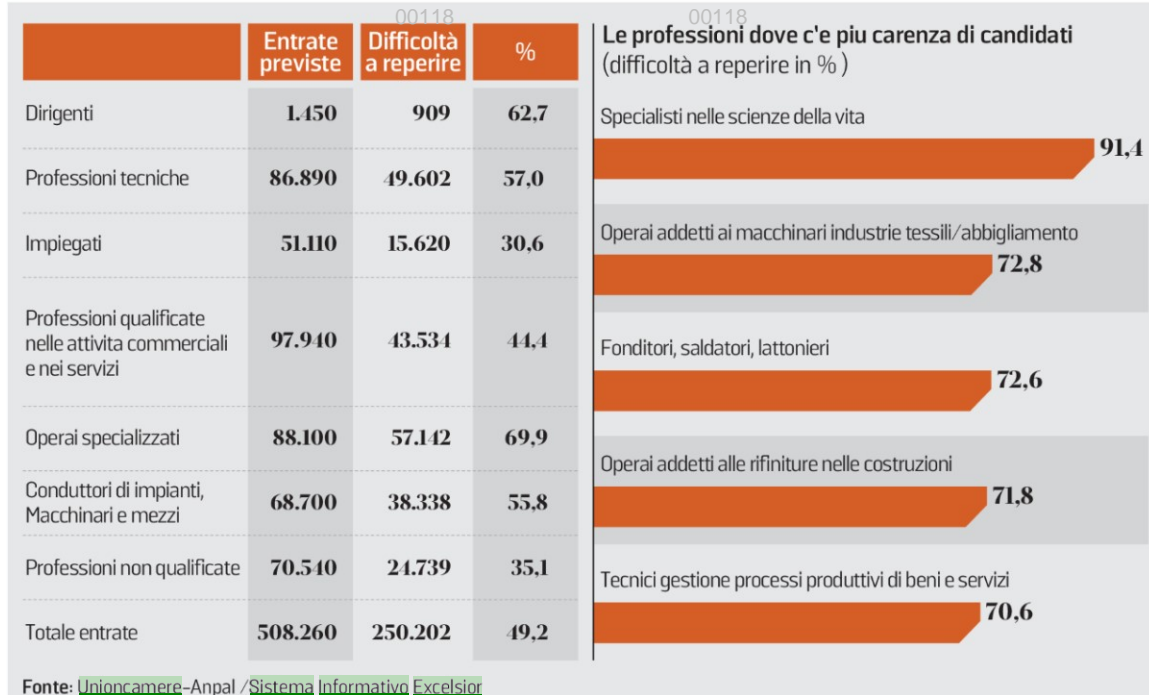 00118
00118
Entrate previste
Difficoltà a reperire
%
Dirigenti 1.450 909 62,7
Professioni tecniche 86.890 49.602 57,0
Impiegati 51.110 15.620 30,6
Professioni qualificate
nelle attivita commerciali 97.940 43.534 44,4
e nei servizi
Operai specializzati 88.100 57.142 69,9
Conduttori di impianti,
Macchinari e mezzi 68.700 38.338 55,8
Professioni non qualificate 70.540 24.739 35,1
Totale entrate 508.260 250.202 49,2
Le professioni dove c'e piu carenza di candidati
(difficoltà a reperire in %)
Specialisti nelle scienze della vita
91,4
Operai addetti ai macchinari industrie tessili/abbigliamento
72,8
Fonditori, saldatori, lattonieri
72,6
Operai addetti alle rifiniture nelle costruzioni
71,8
Tecnici gestione processi produttivi di beni e servizi
70,6
Fonte: Unioncamere-Anpal /Sistema Informativo Excelsior